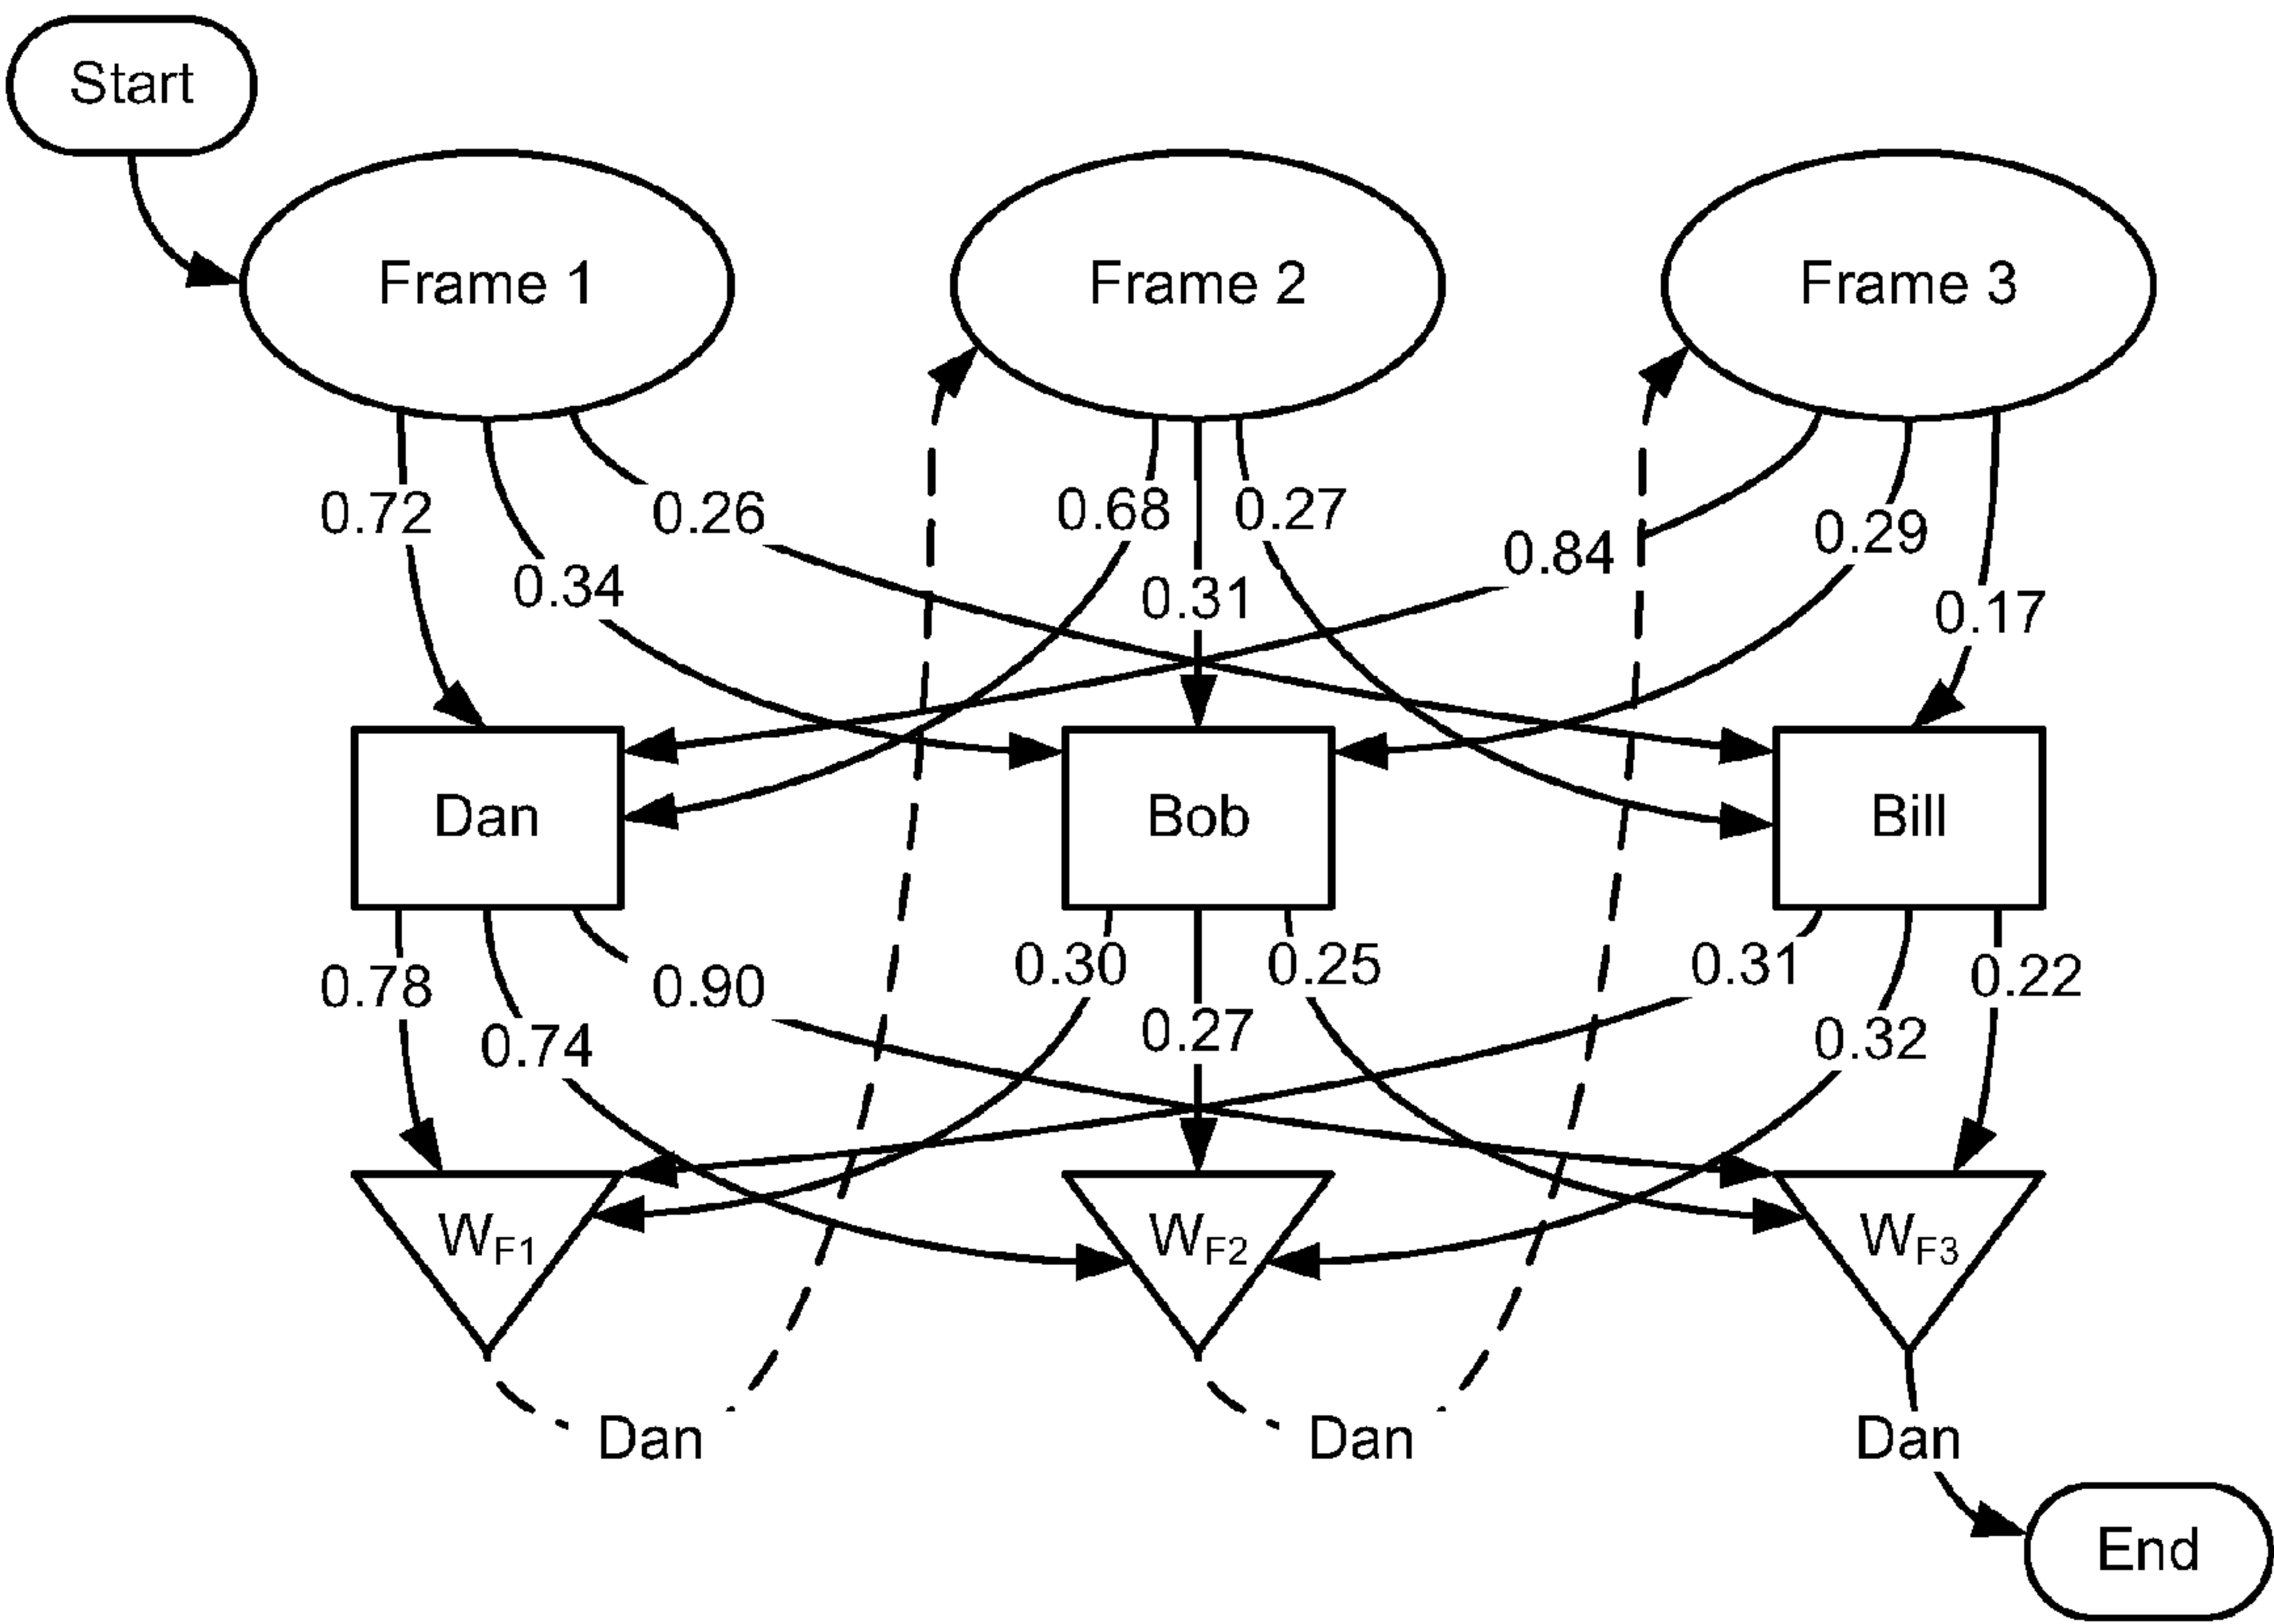 Start
Frame 1
Frame 2
Frame 3
0.72
0.26
0.68
0.27
0.84
0.29
0.34
0.31
0.17
Dan
Bob
Bill
0.78
0.90
0.30
0.25
0.31
0.22
0.74
0.27
0.32
WF1
WF2
WF3
Dan
Dan
Dan
End